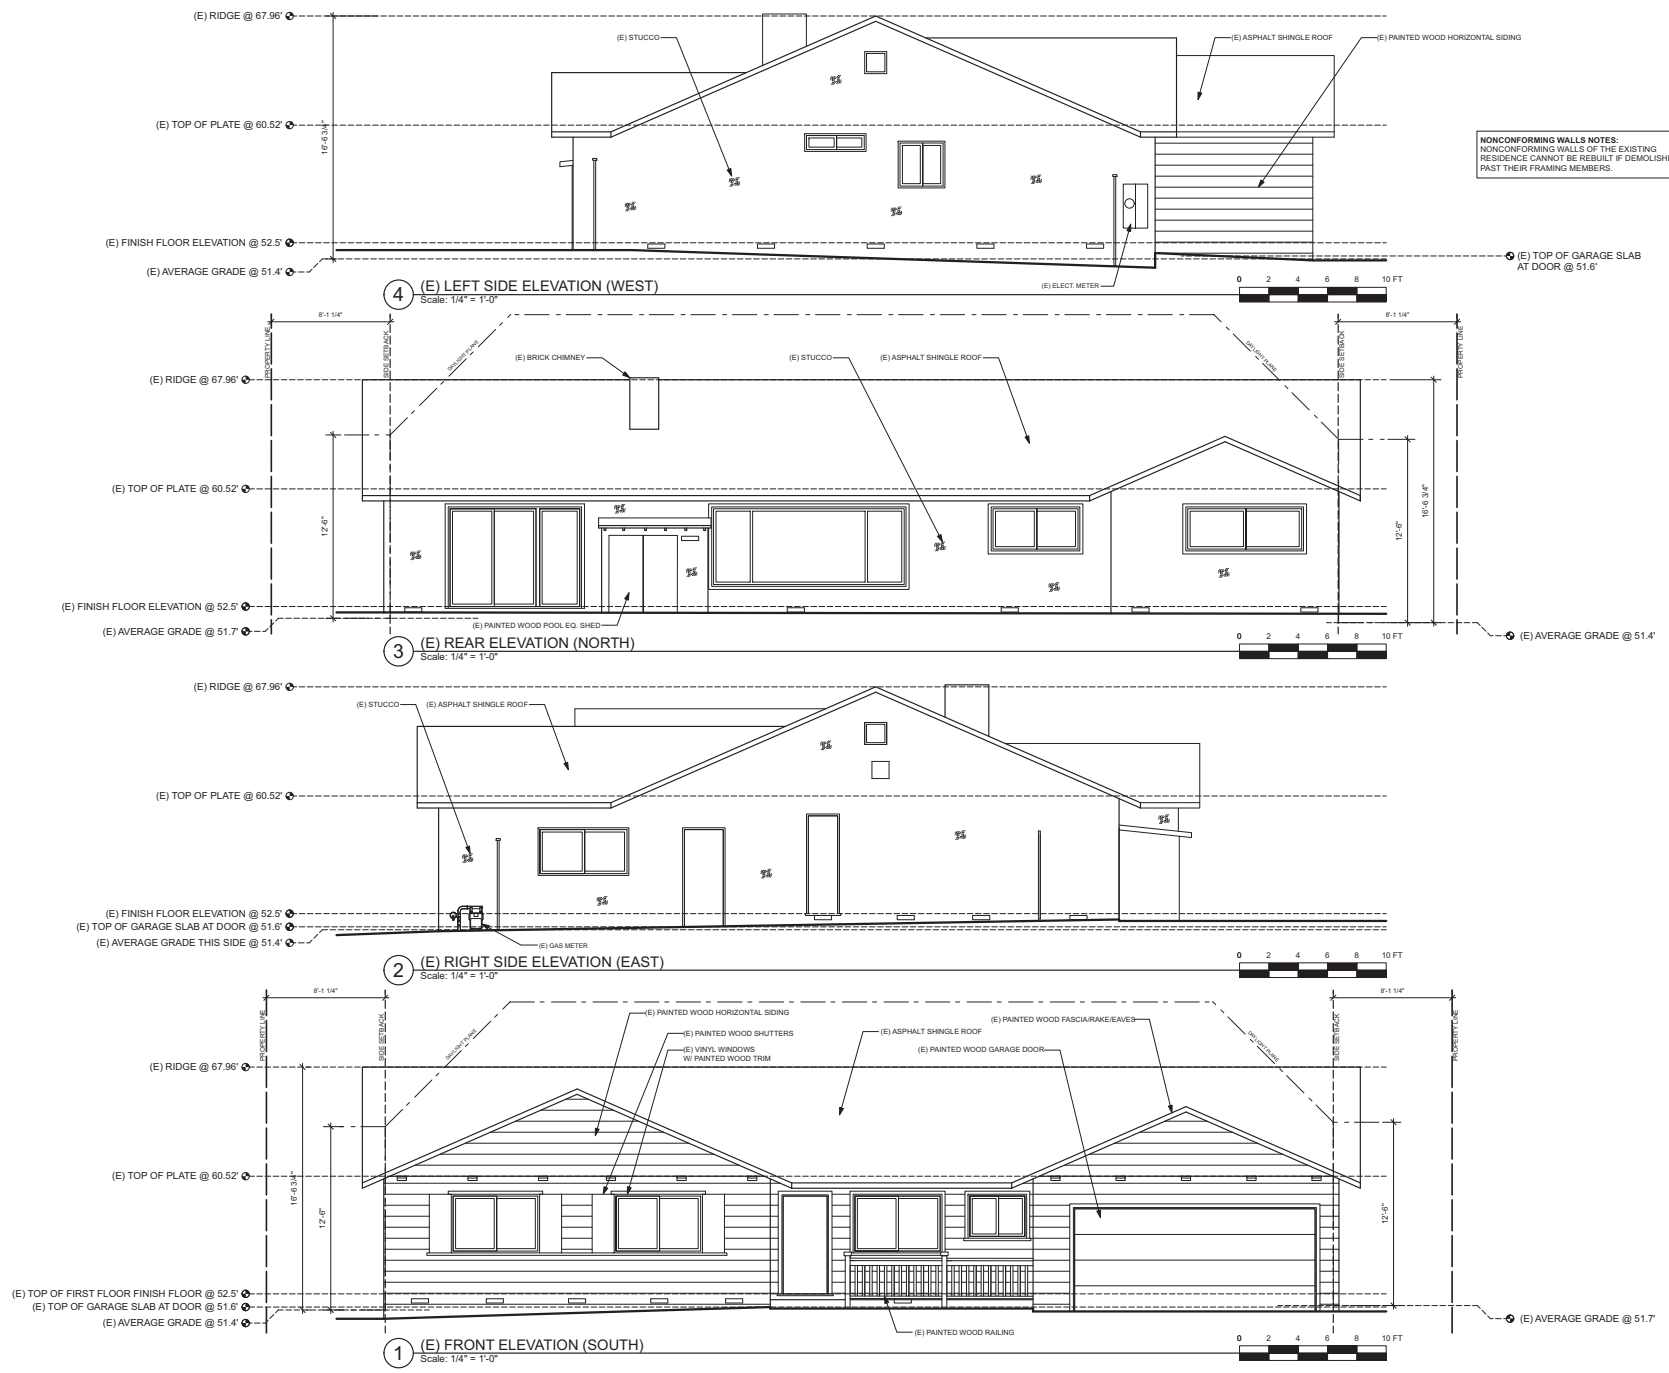 (E) RIDGE @ 67.96'
(E) STUCCO
(E) ASPHALT SHINGLE ROOF
(E) PAINTED WOOD HORIZONTAL SIDING
(E) TOP OF PLATE @ 60.52'
16'-6 3/4"
NONCONFORMING WALLS NOTES:
NONCONFORMING WALLS OF THE EXISTING
RESIDENCE CANNOT BE REBUILT IF DEMOLISHE
PAST THEIR FRAMING MEMBERS.
(E) FINISH FLOOR ELEVATION @ 52.5'
(E) AVERAGE GRADE @ 51.4'
(E) TOP OF GARAGE SLAB
AT DOOR @ 51.6'
(E) ELECT. METER
4
(E) LEFT SIDE ELEVATION (WEST)
Scale: 1/4" = 1'-0"
0 2 4 6 8 10 FT
8'-1 1/4"
8'-1 1/4"
PROPERTY LINE
SIDE SETBACK
DAYLIGHT PLANE
DAYLIGHT PLANE
SIDE SETBACK
PROPERTY LINE
(E) BRICK CHIMNEY
(E) STUCCO
(E) ASPHALT SHINGLE ROOF
(E) RIDGE @ 67.96'
(E) TOP OF PLATE @ 60.52'
12'-6"
12'-6"
16'-6 3/4"
(E) FINISH FLOOR ELEVATION @ 52.5'
(E) PAINTED WOOD POOL EQ. SHED
(E) AVERAGE GRADE @ 51.7'
(E) AVERAGE GRADE @ 51.4'
3
(E) REAR ELEVATION (NORTH)
Scale: 1/4" = 1'-0"
0 2 4 6 8 10 FT
(E) RIDGE @ 67.96'
(E) STUCCO
(E) ASPHALT SHINGLE ROOF
(E) TOP OF PLATE @ 60.52'
(E) FINISH FLOOR ELEVATION @ 52.5'
(E) TOP OF GARAGE SLAB AT DOOR @ 51.6'
(E) AVERAGE GRADE THIS SIDE @ 51.4'
(E) GAS METER
2
(E) RIGHT SIDE ELEVATION (EAST)
Scale: 1/4" = 1'-0"
0 2 4 6 8 10 FT
8'-1 1/4"
8'-1 1/4"
PROPERTY LINE
SIDE SETBACK
DAYLIGHT PLANE
DAYLIGHT PLANE
SIDE SETBACK
PROPERTY LINE
(E) PAINTED WOOD HORIZONTAL SIDING
(E) PAINTED WOOD SHUTTERS
(E) VINYL WINDOWS
W/ PAINTED WOOD TRIM
(E) ASPHALT SHINGLE ROOF
(E) PAINTED WOOD FASCIA/RAKE/EAVES
(E) PAINTED WOOD GARAGE DOOR
(E) RIDGE @ 67.96'
(E) TOP OF PLATE @ 60.52'
16'-6 3/4"
12'-6"
12'-6"
(E) TOP OF FIRST FLOOR FINISH FLOOR @ 52.5'
(E) TOP OF GARAGE SLAB AT DOOR @ 51.6'
(E) AVERAGE GRADE @ 51.4'
(E) AVERAGE GRADE @ 51.7'
(E) PAINTED WOOD RAILING
1
(E) FRONT ELEVATION (SOUTH)
Scale: 1/4" = 1'-0"
0 2 4 6 8 10 FT